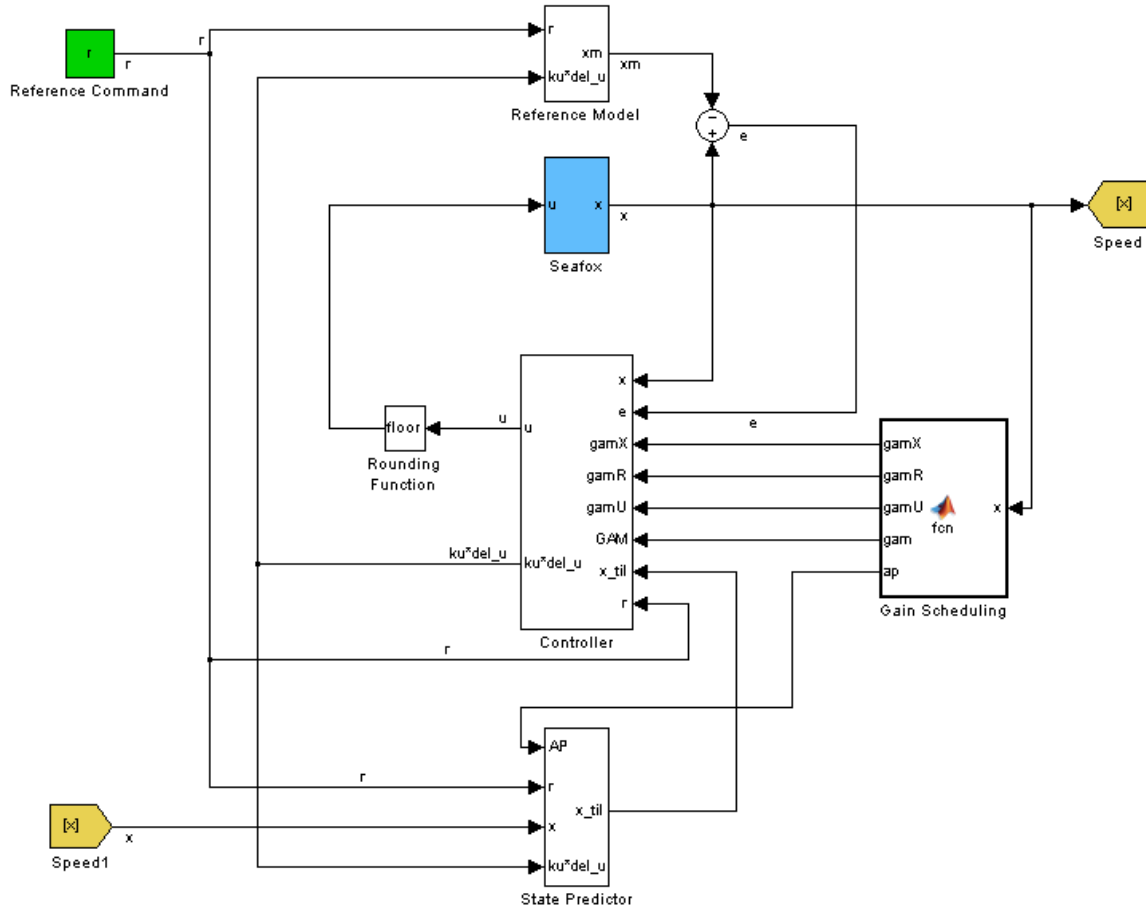 r
xm
r
r
r
xm
ku*del_u
Reference Command
Reference Model
−
+
e
u
x
x
[x]
Speed
Seafox
x
e
e
u
u
floor
gamX
gamX
gamR
gamR
Rounding
Function
gamU
gamU
fcn
x
GAM
gam
ku*del_u
ku*del_u
x_til
ap
r
Gain Scheduling
Controller
r
AP
r
r
x_til
[x]
x
x
Speed1
ku*del_u
State Predictor